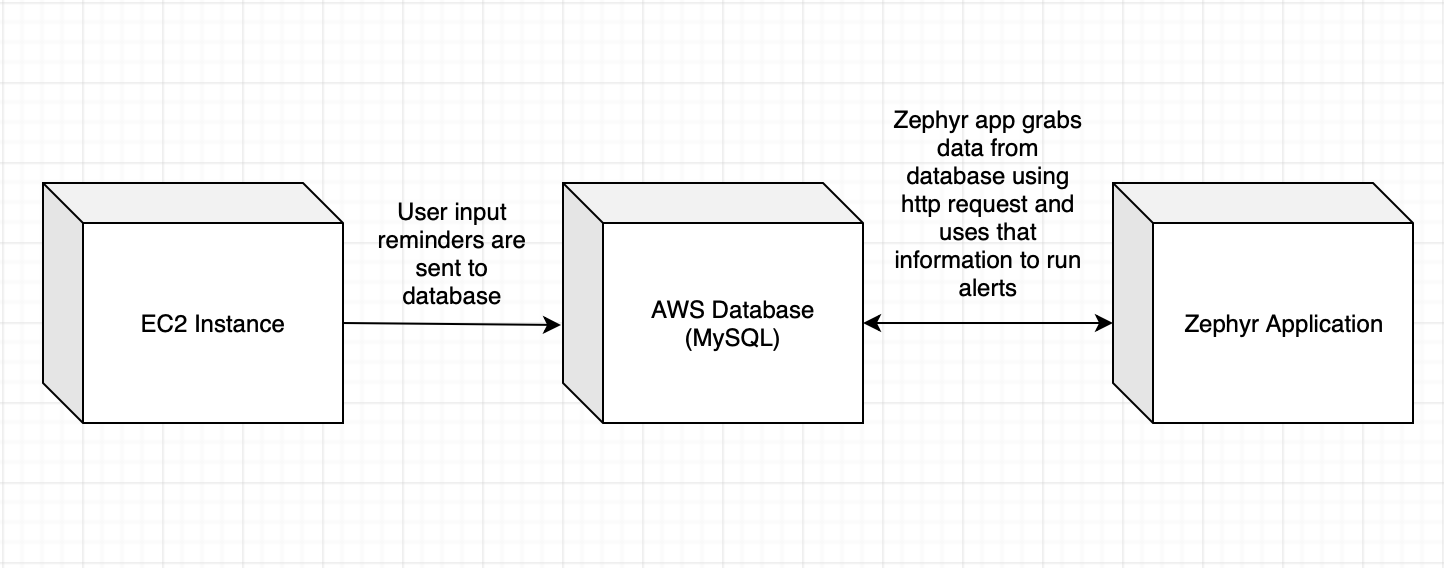 EC2 Instance
User input
reminders are
sent to
database
AWS Database
(MySQL)
Zephyr app grabs
data from
database using
http request and
uses that
information to run
alerts
Zephyr Application